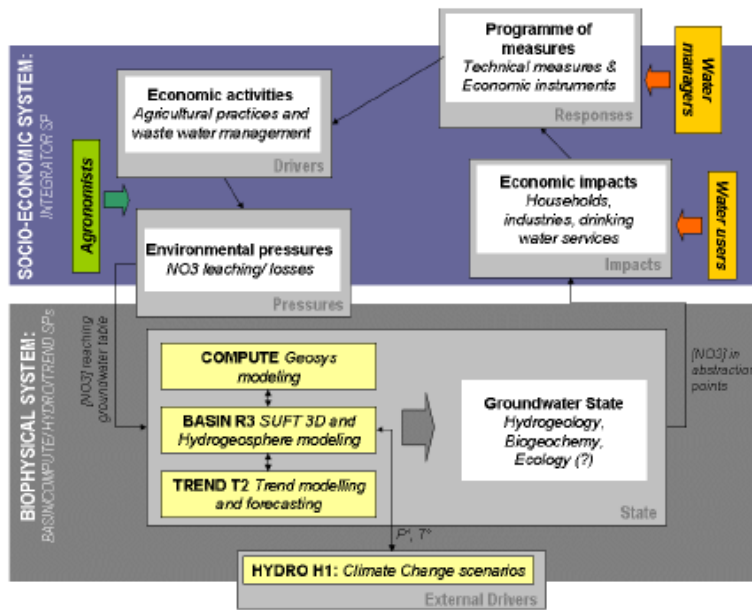 SOCIO-ECONOMIC SYSTEM:
INTEGRATOR SP
Programme of
measures
Technical measures &
Economic instruments
Responses
Water
managers
Economic activities
Agricultural practices and
waste water management
Drivers
Agronomists
Economic impacts
Households,
industries, drinking
water services
Impacts
Water users
Environmental pressures
NO3 leaching/ losses
Pressures
BIOPHYSICAL SYSTEM:
BASIN/COMPUTE/HYDRO/TREND SPs
[NO3] reaching
groundwater table
COMPUTE Geosys
modeling
BASIN R3 SUFT 3D and
Hydrogeosphere modeling
TREND T2 Trend modelling
and forecasting
Groundwater State
Hydrogeology,
Biogeochemy,
Ecology (?)
State
[NO3] in
abstraction
points
T°
HYDRO H1: Climate Change scenarios
External Drivers